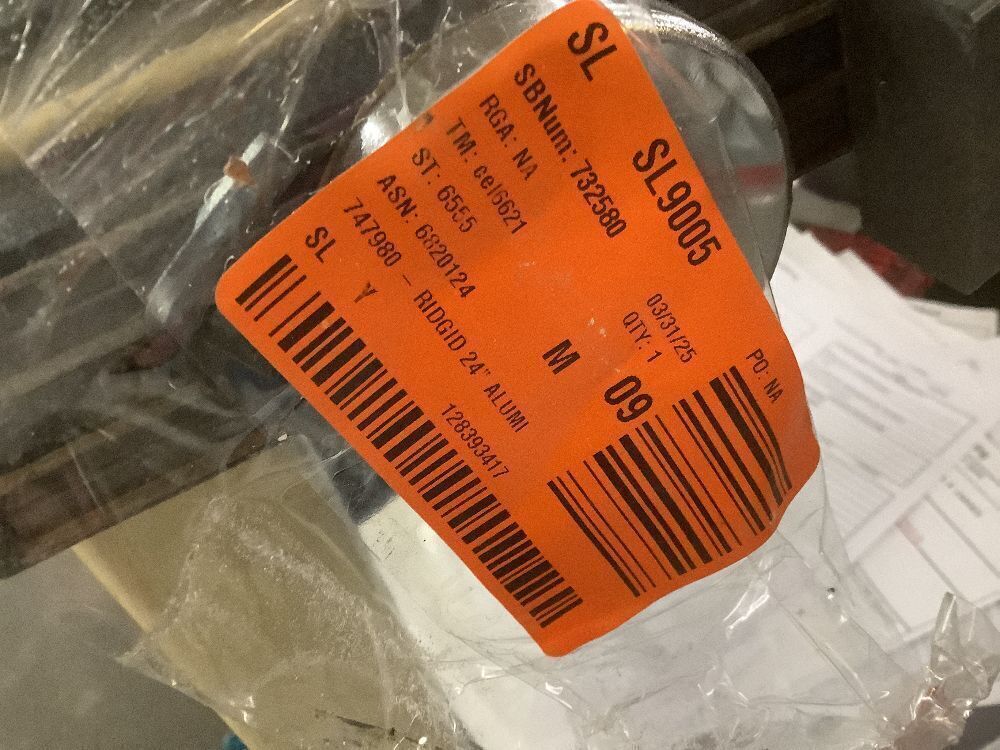 SL SL9005
SBNum: 732580
RGA: NA
TM: cel6621
ST: 6555
ASN: 6820124
747980 – RIDGID 24" ALUMI
SL Y
128393417
03/31/25
QTY: 1
M 09
PO: NA